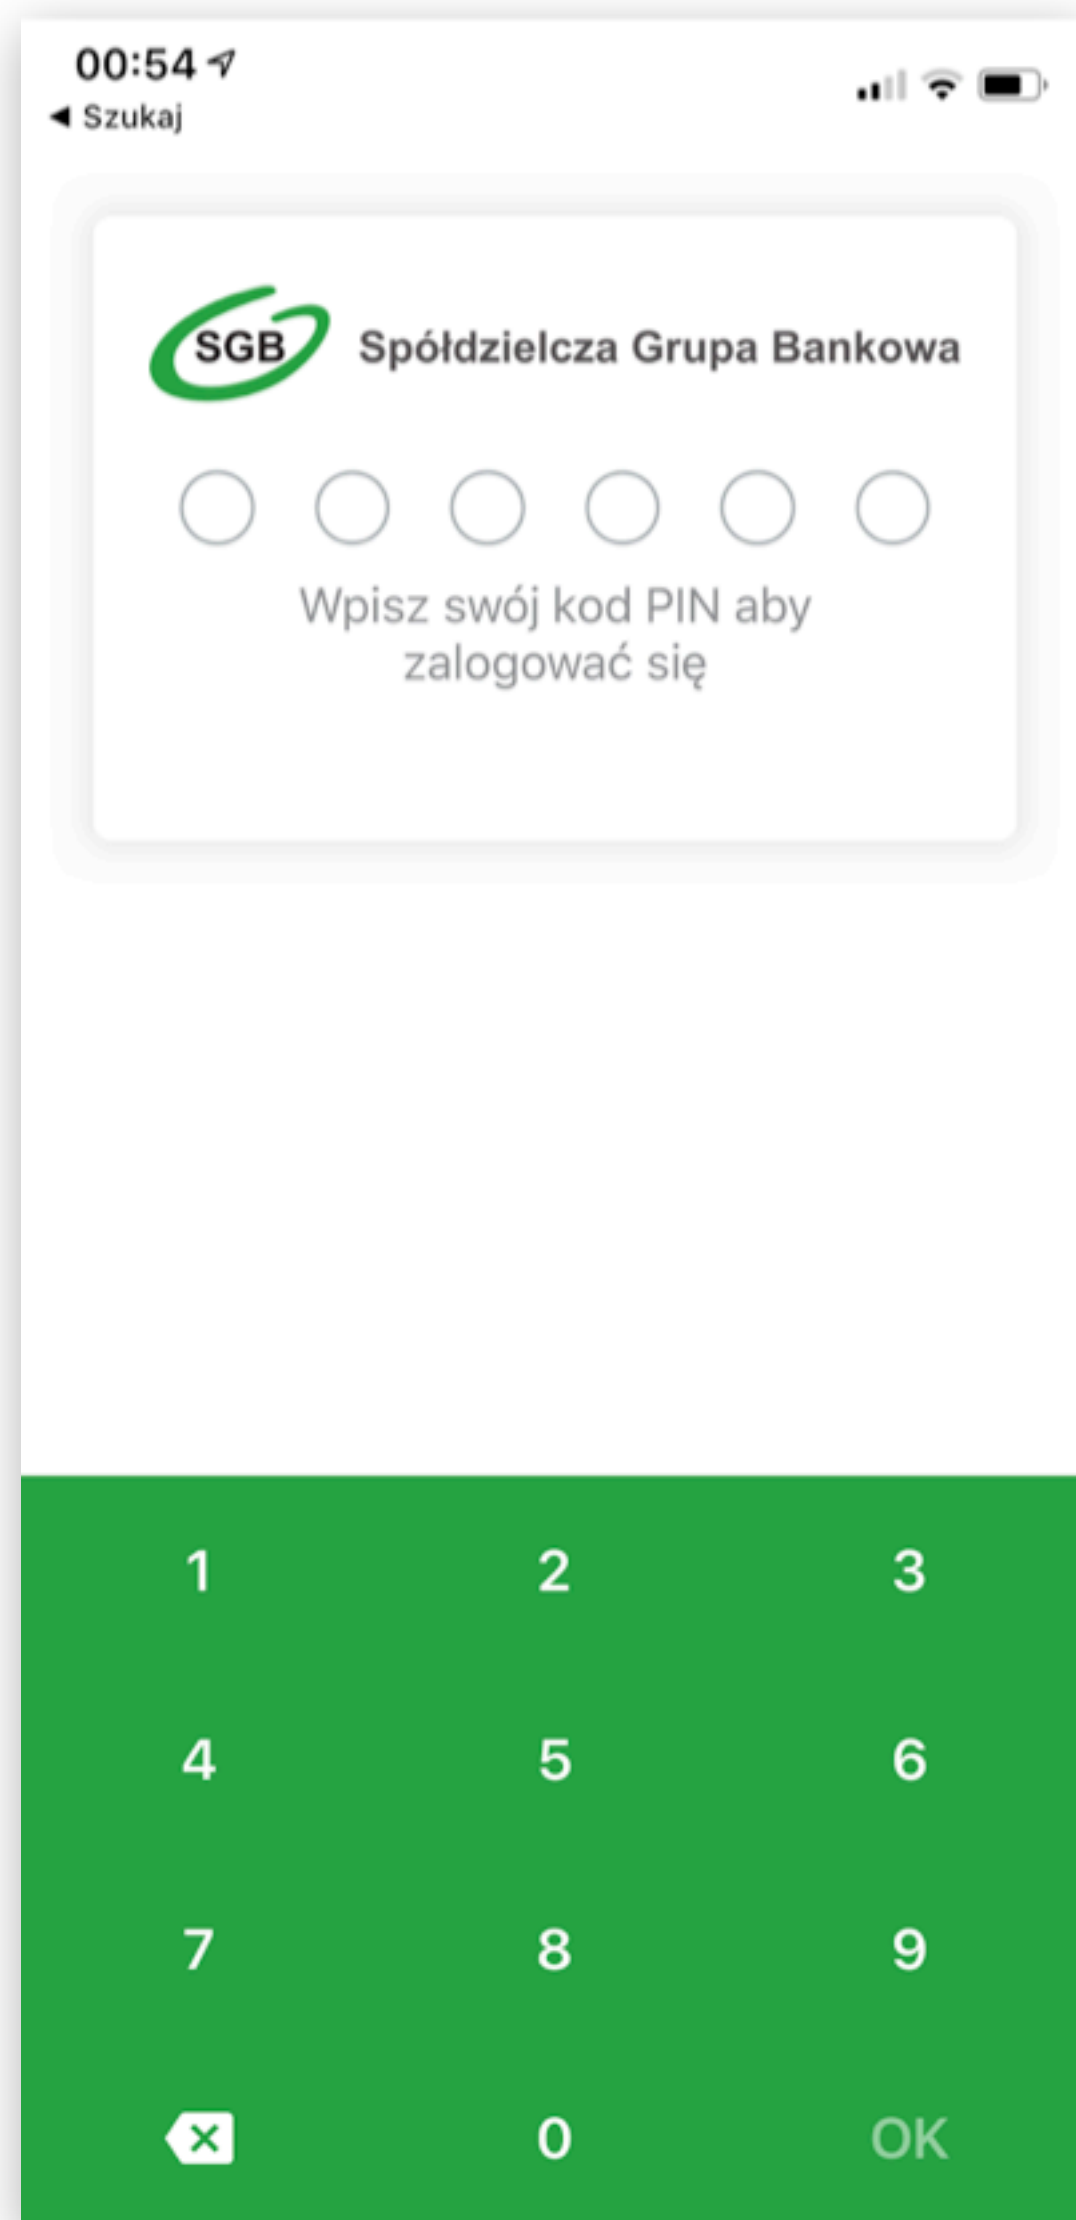 00:54
Szukaj
SGB Spółdzielcza Grupa Bankowa
Wpisz swój kod PIN aby
zalogować się
1 2 3
4 5 6
7 8 9
0 OK